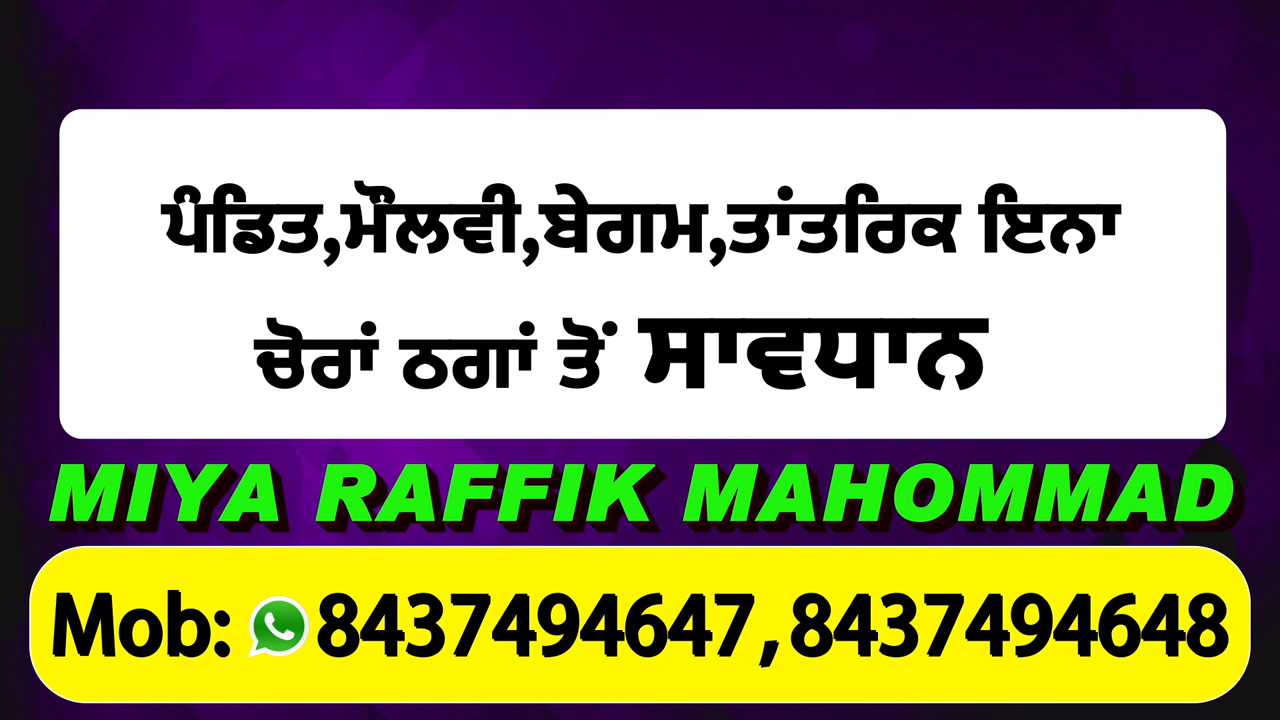 ਪੰਡਿਤ,ਮੌਲਵੀ,ਬੇਗਮ,ਤਾਂਤਰਿਕ ਇਨਾ
ਚੋਰਾਂ ਠਗਾਂ ਤੋਂ ਸਾਵਧਾਨ
MIYA RAFFIK MAHOMMAD
Mob: 8437494647, 8437494648